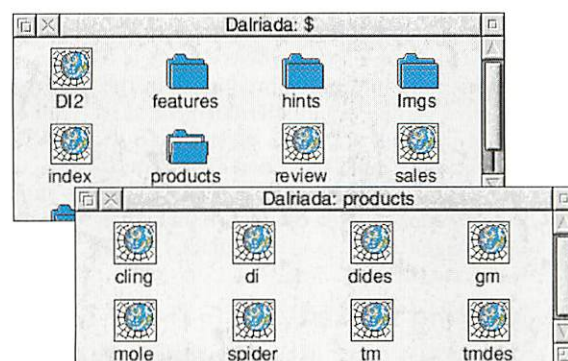 Dalriada: $
DI2 features hints Imgs
index products review sales
Dalriada: products
cling di dides gm
mole spider tm tmdes